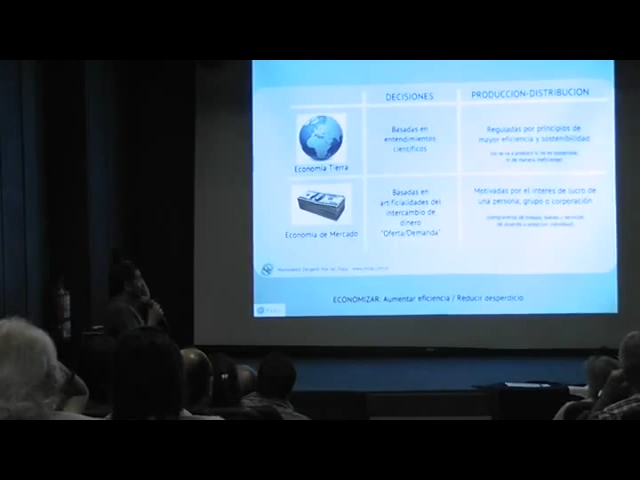 DECISIONES
PRODUCCION-DISTRIBUCION
Economía Tierra
Basadas en
entendimientos
científicos
Reguladas por principios de
mayor eficiencia y sostenibilidad
Economía de Mercado
Basadas en
artificialidades del
intercambio de
dinero
"Oferta/Demanda"
Motivadas por el interés de lucro de
una persona, grupo o corporación
ECONOMIZAR: Aumentar eficiencia / Reducir desperdicio